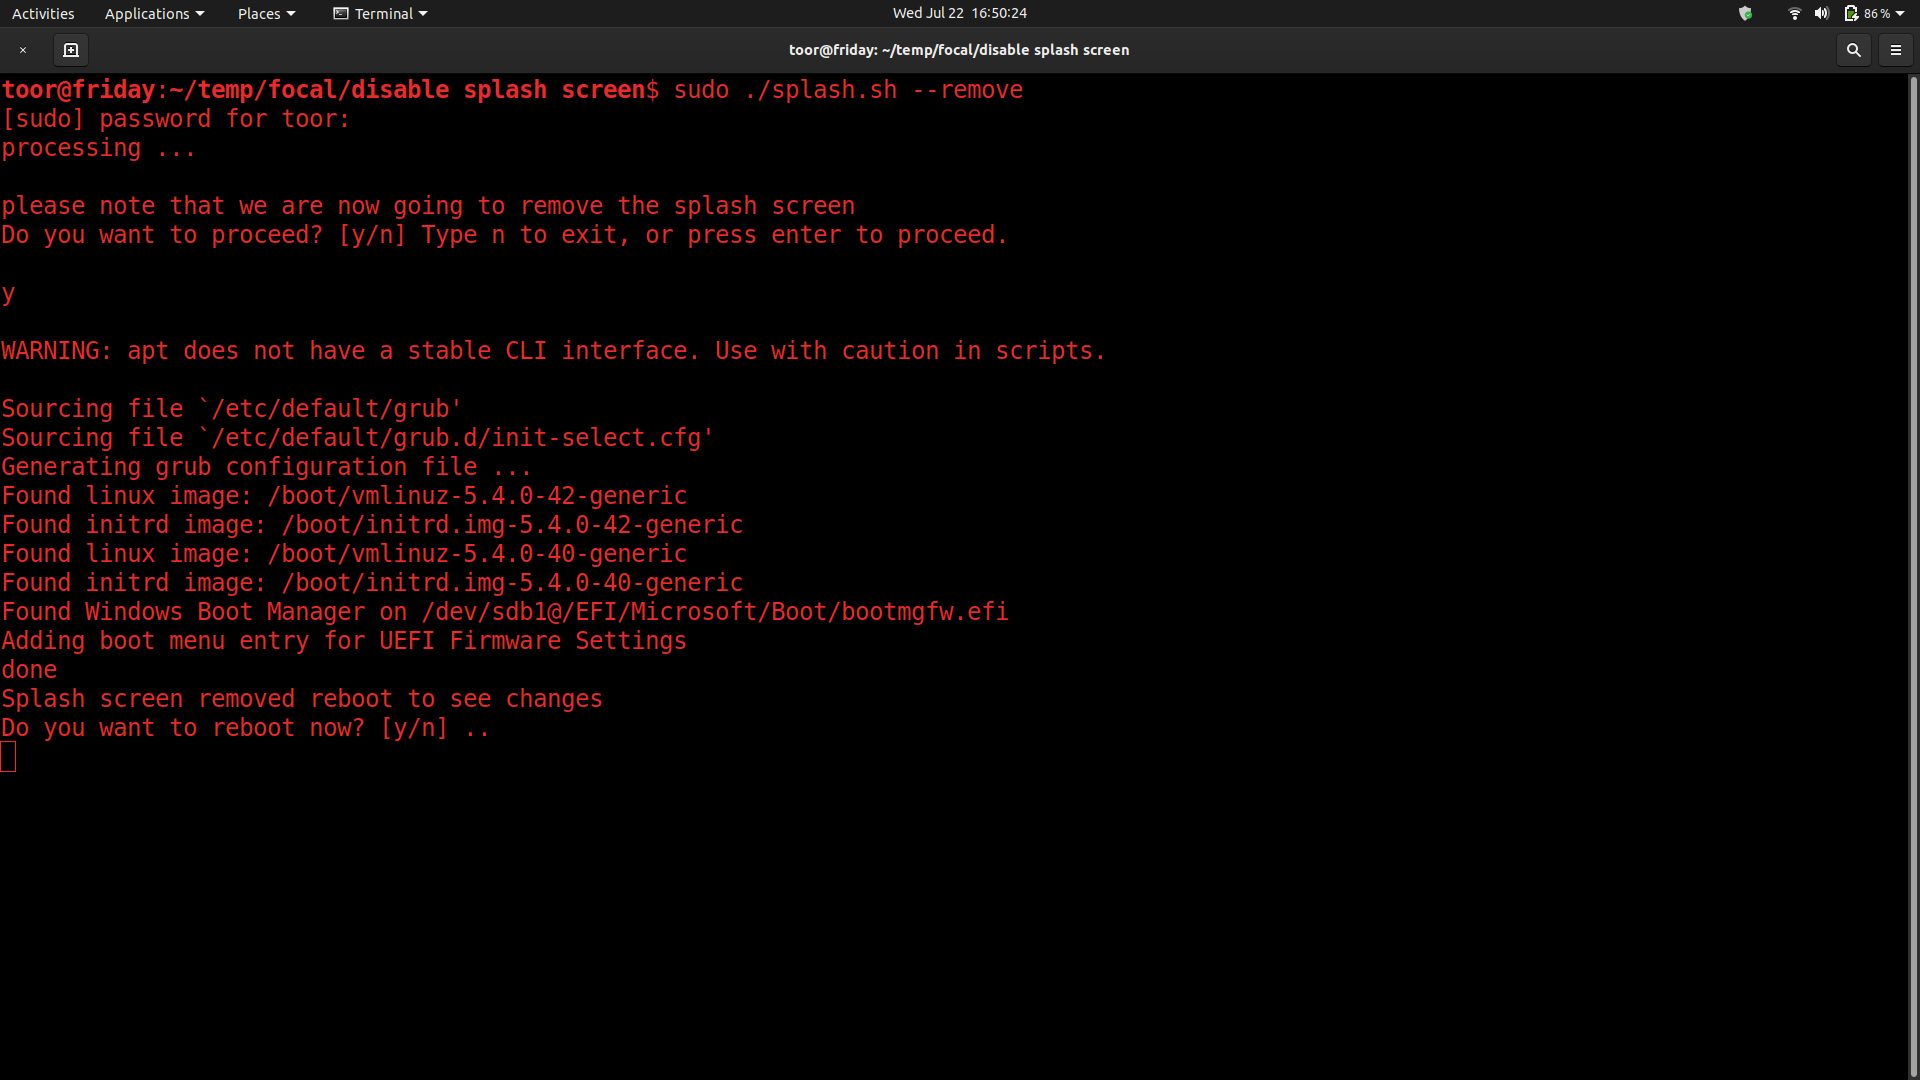 Activities Applications Places Terminal Wed Jul 22 16:50:24 86 %
toor@friday: ~/temp/focal/disable splash screen
toor@friday:~/temp/focal/disable splash screen$ sudo ./splash.sh --remove
[sudo] password for toor:
processing ...
please note that we are now going to remove the splash screen
Do you want to proceed? [y/n] Type n to exit, or press enter to proceed.
y
WARNING: apt does not have a stable CLI interface. Use with caution in scripts.
Sourcing file `/etc/default/grub'
Sourcing file `/etc/default/grub.d/init-select.cfg'
Generating grub configuration file ...
Found linux image: /boot/vmlinuz-5.4.0-42-generic
Found initrd image: /boot/initrd.img-5.4.0-42-generic
Found linux image: /boot/vmlinuz-5.4.0-40-generic
Found initrd image: /boot/initrd.img-5.4.0-40-generic
Found Windows Boot Manager on /dev/sdb1@/EFI/Microsoft/Boot/bootmgfw.efi
Adding boot menu entry for UEFI Firmware Settings
done
Splash screen removed reboot to see changes
Do you want to reboot now? [y/n] ..